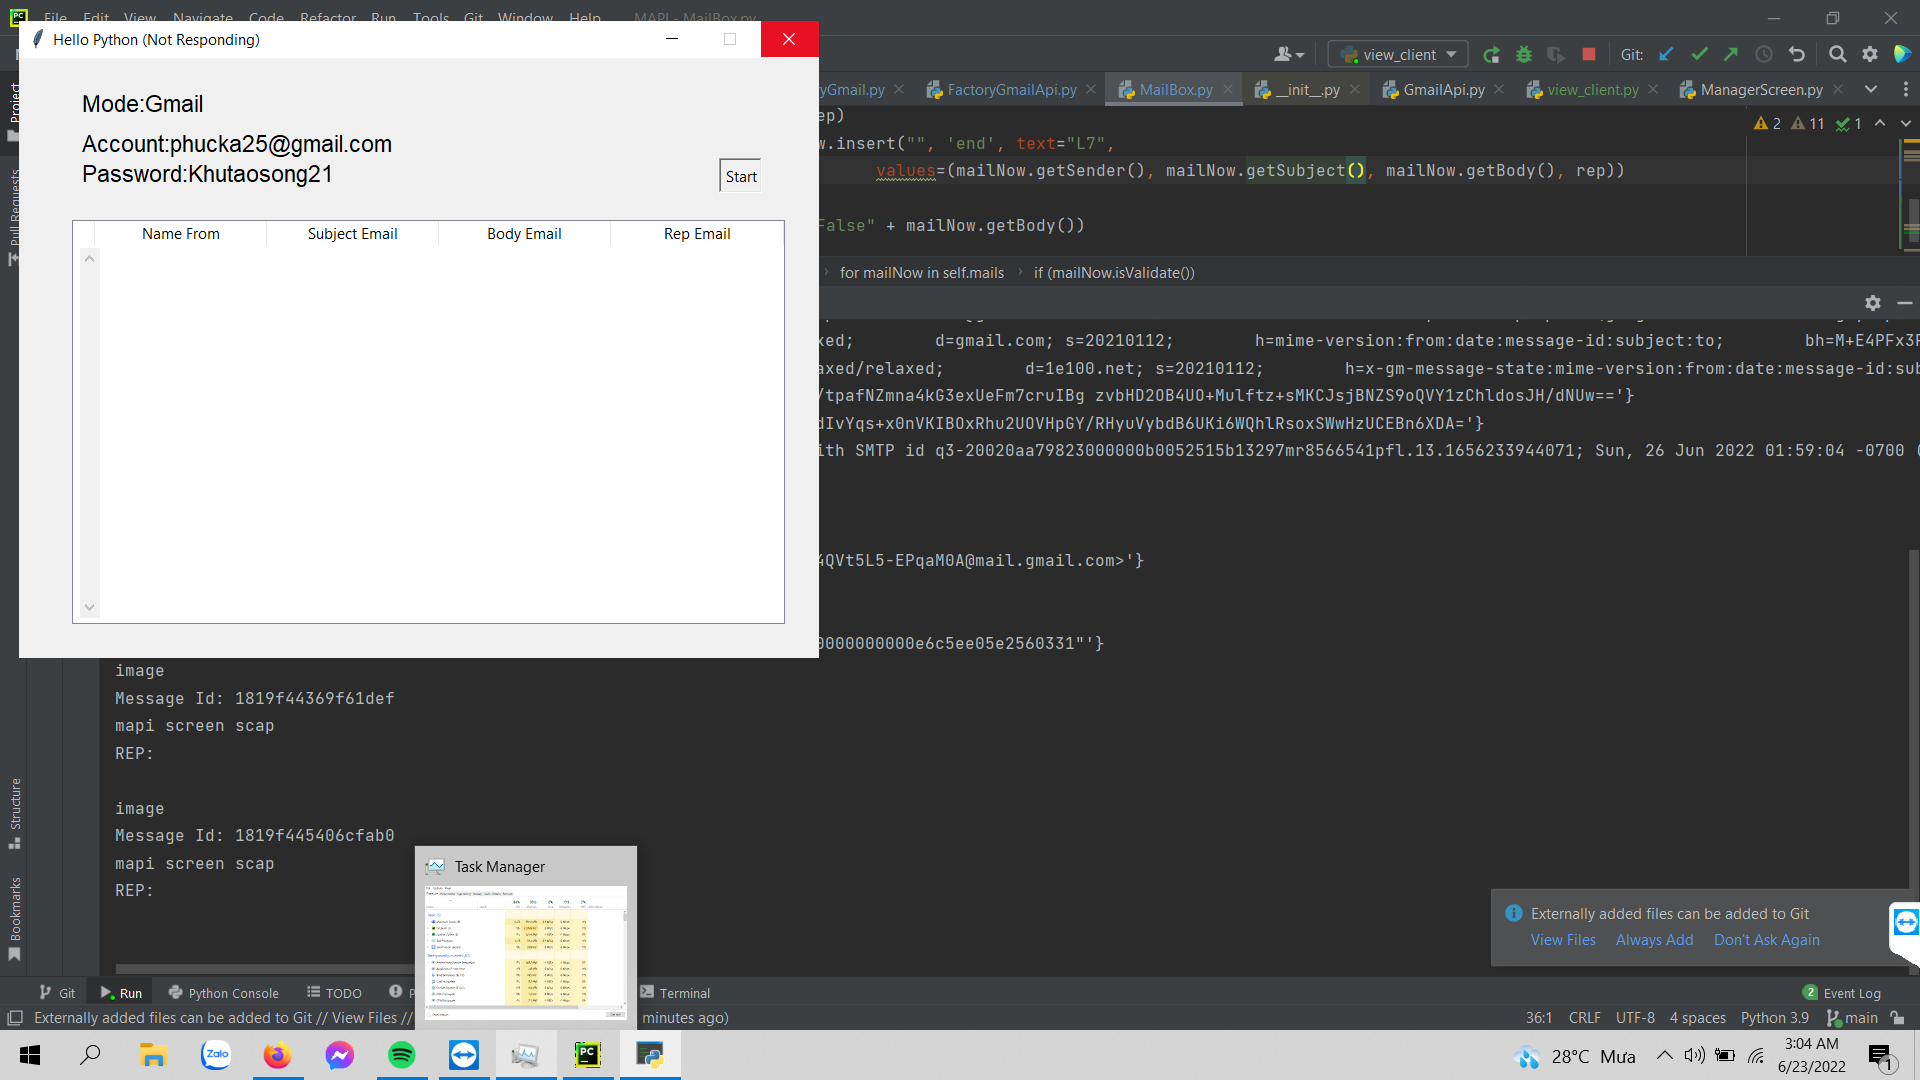 File Edit View Navigate Code Refactor Run Tools Git Window Help MAPI - MailBox.py
Hello Python (Not Responding)
view_client
Git:
yGmail.py
FactoryGmailApi.py
MailBox.py
__init__.py
GmailApi.py
view_client.py
ManagerScreen.py
Project
Pull Requests
Structure
Bookmarks
Mode:Gmail
Account:phucka25@gmail.com
Password:Khutaosong21
Start
Name From Subject Email Body Email Rep Email
2 11 1
ep)
w.insert("", 'end', text="L7",
values=(mailNow.getSender(), mailNow.getSubject(), mailNow.getBody(), rep))
False" + mailNow.getBody())
for mailNow in self.mails
if (mailNow.isValidate())
xed; d=gmail.com; s=20210112; h=mime-version:from:date:message-id:subject:to; bh=M+E4PFx3F
axed/relaxed; d=1e100.net; s=20210112; h=x-gm-message-state:mime-version:from:date:message-id:sub
/tpafNZmna4kG3exUeFm7cruIBg zvbHD2OB4UO+Mulftz+sMKCJsjBNZS9oQVY1zChldosJH/dNUw=='}
dIvYqs+x0nVKIBOxRhu2UOVHpGY/RHyuVybdB6UKi6WQhlRsoxSWwHzUCEBn6XDA='}
ith SMTP id q3-20020aa79823000000b0052515b13297mr8566541pfl.13.1656233944071; Sun, 26 Jun 2022 01:59:04 -0700 (
4QVt5L5-EPqaM0A@mail.gmail.com>'}
0000000000e6c5ee05e2560331"'}
image
Message Id: 1819f44369f61def
mapi screen scap
REP:
image
Message Id: 1819f445406cfab0
mapi screen scap
REP:
Task Manager
Externally added files can be added to Git
View Files Always Add Don't Ask Again
Git
Run
Python Console
TODO
P
Terminal
2 Event Log
Externally added files can be added to Git // View Files //
minutes ago)
36:1 CRLF UTF-8 4 spaces Python 3.9 main
Zalo
PC
28°C Mưa
3:04 AM
6/23/2022
1